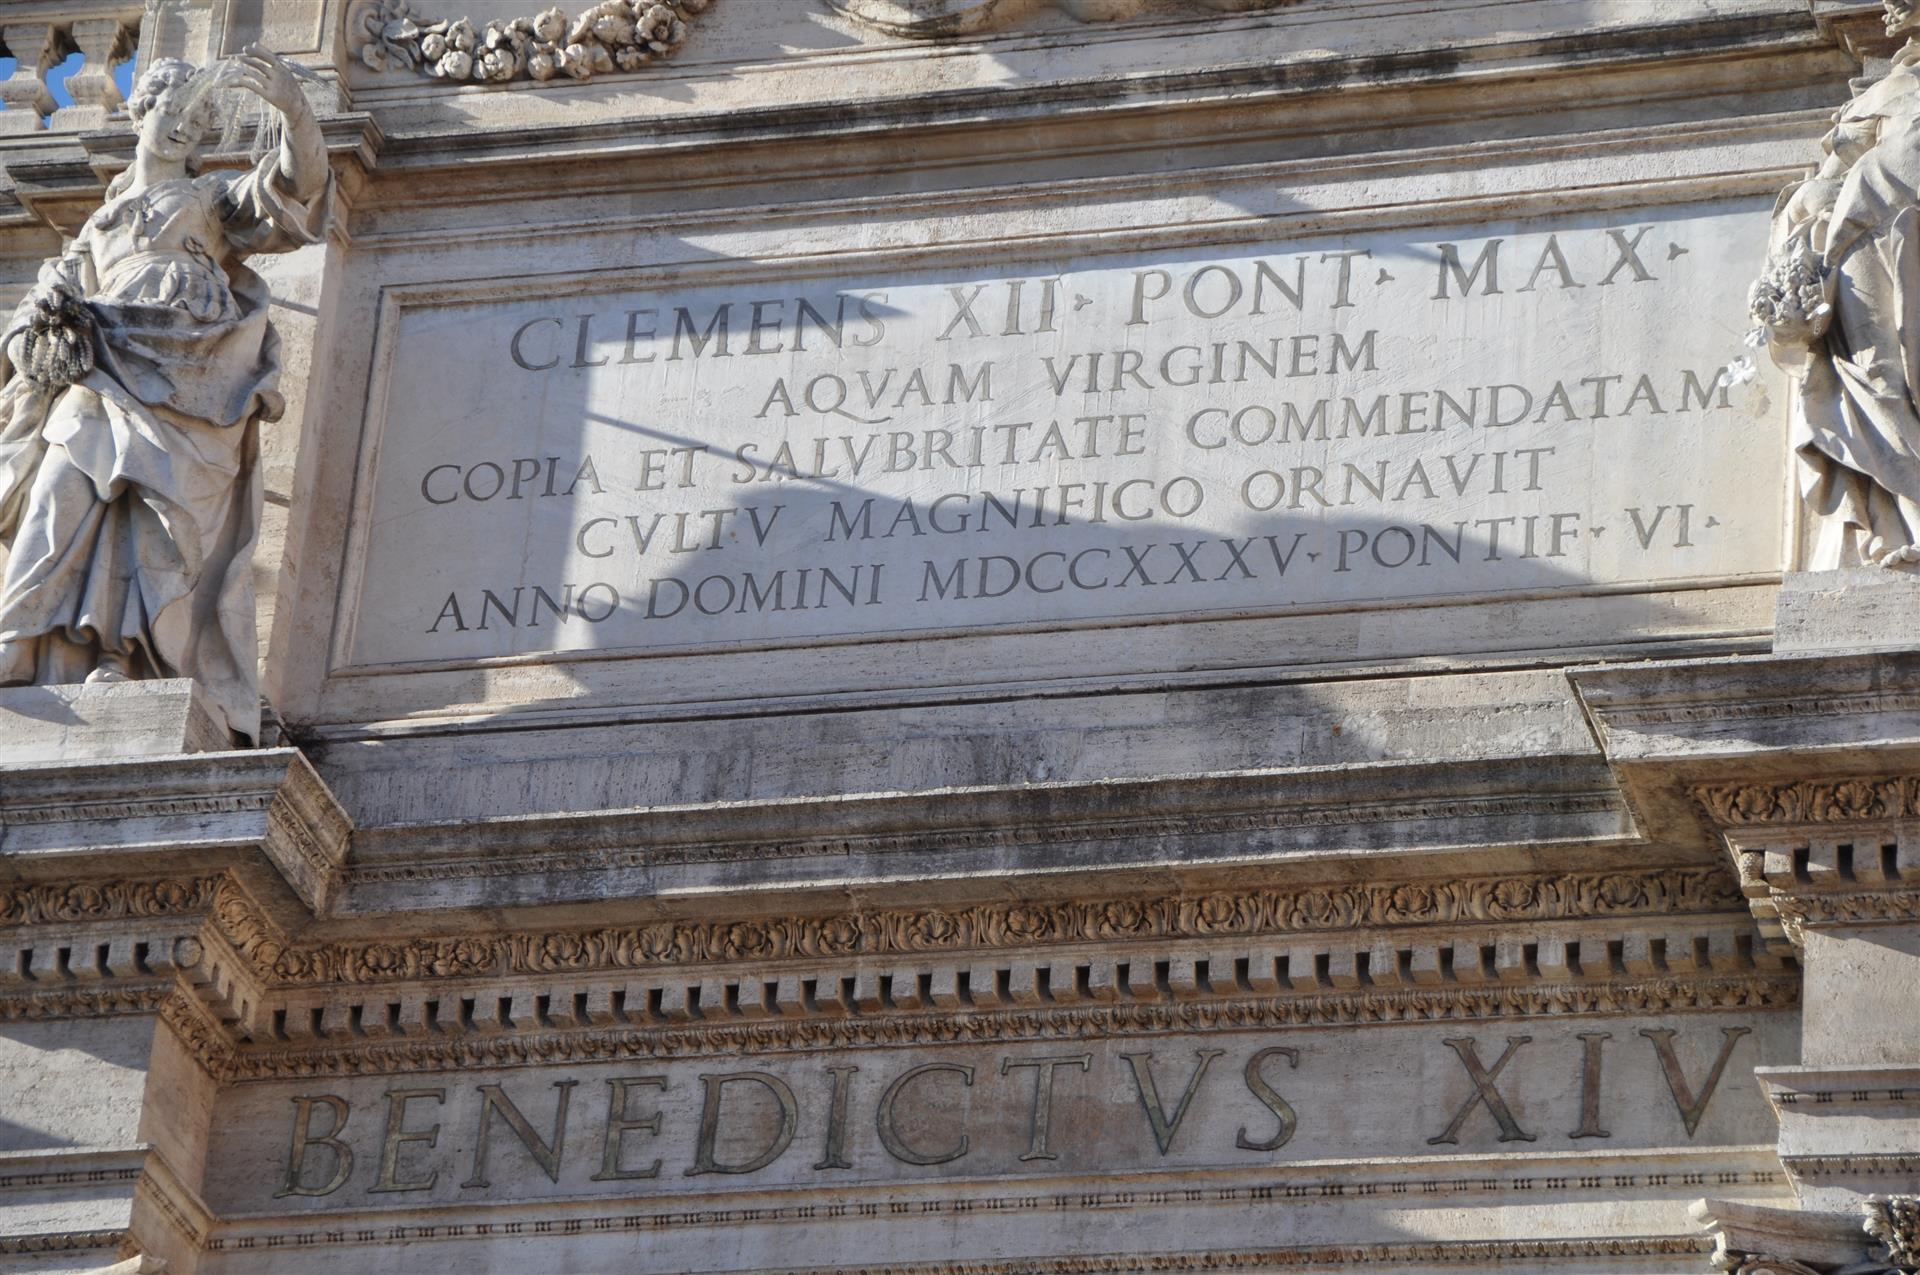 CLEMENS XII · PONT · MAX ·
AQVAM VIRGINEM
COPIA ET SALVBRITATE COMMENDATAM
CVLTV MAGNIFICO ORNAVIT
ANNO DOMINI MDCCXXXV · PONTIF · VI ·
BENEDICTVS XIV